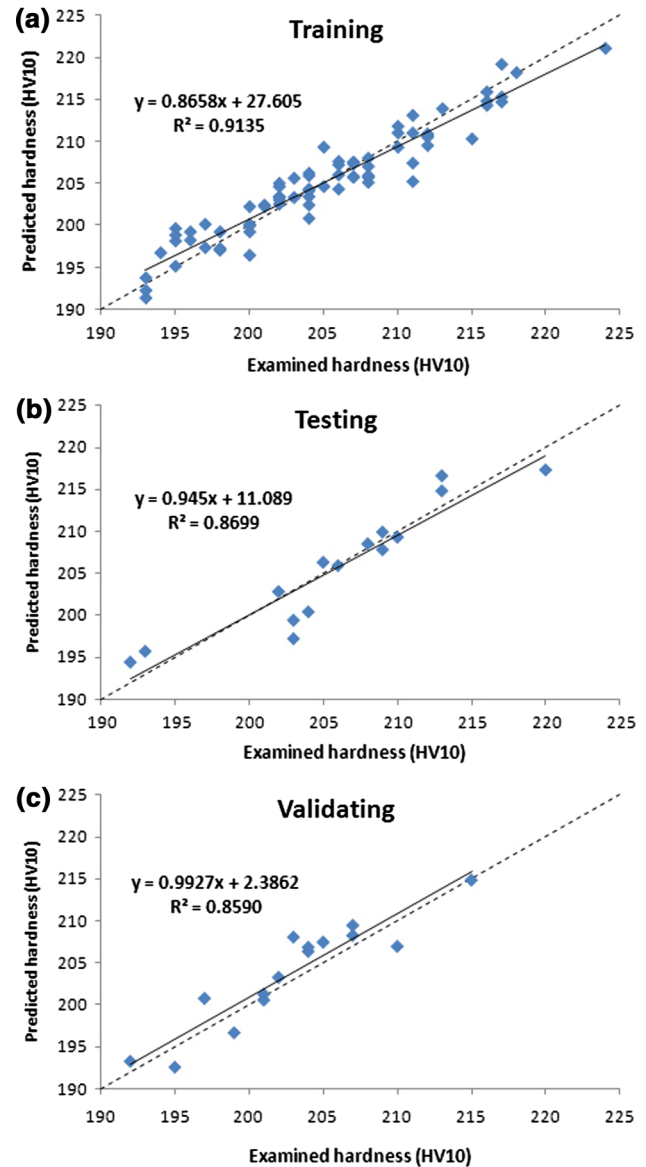 (a)
Training
y = 0.8658x + 27.605
R² = 0.9135
Predicted hardness (HV10)
225
220
215
210
205
200
195
190
190 195 200 205 210 215 220 225
Examined hardness (HV10)
(b)
Testing
y = 0.945x + 11.089
R² = 0.8699
Predicted hardness (HV10)
225
220
215
210
205
200
195
190
190 195 200 205 210 215 220 225
Examined hardness (HV10)
(c)
Validating
y = 0.9927x + 2.3862
R² = 0.8590
Predicted hardness (HV10)
225
220
215
210
205
200
195
190
190 195 200 205 210 215 220 225
Examined hardness (HV10)